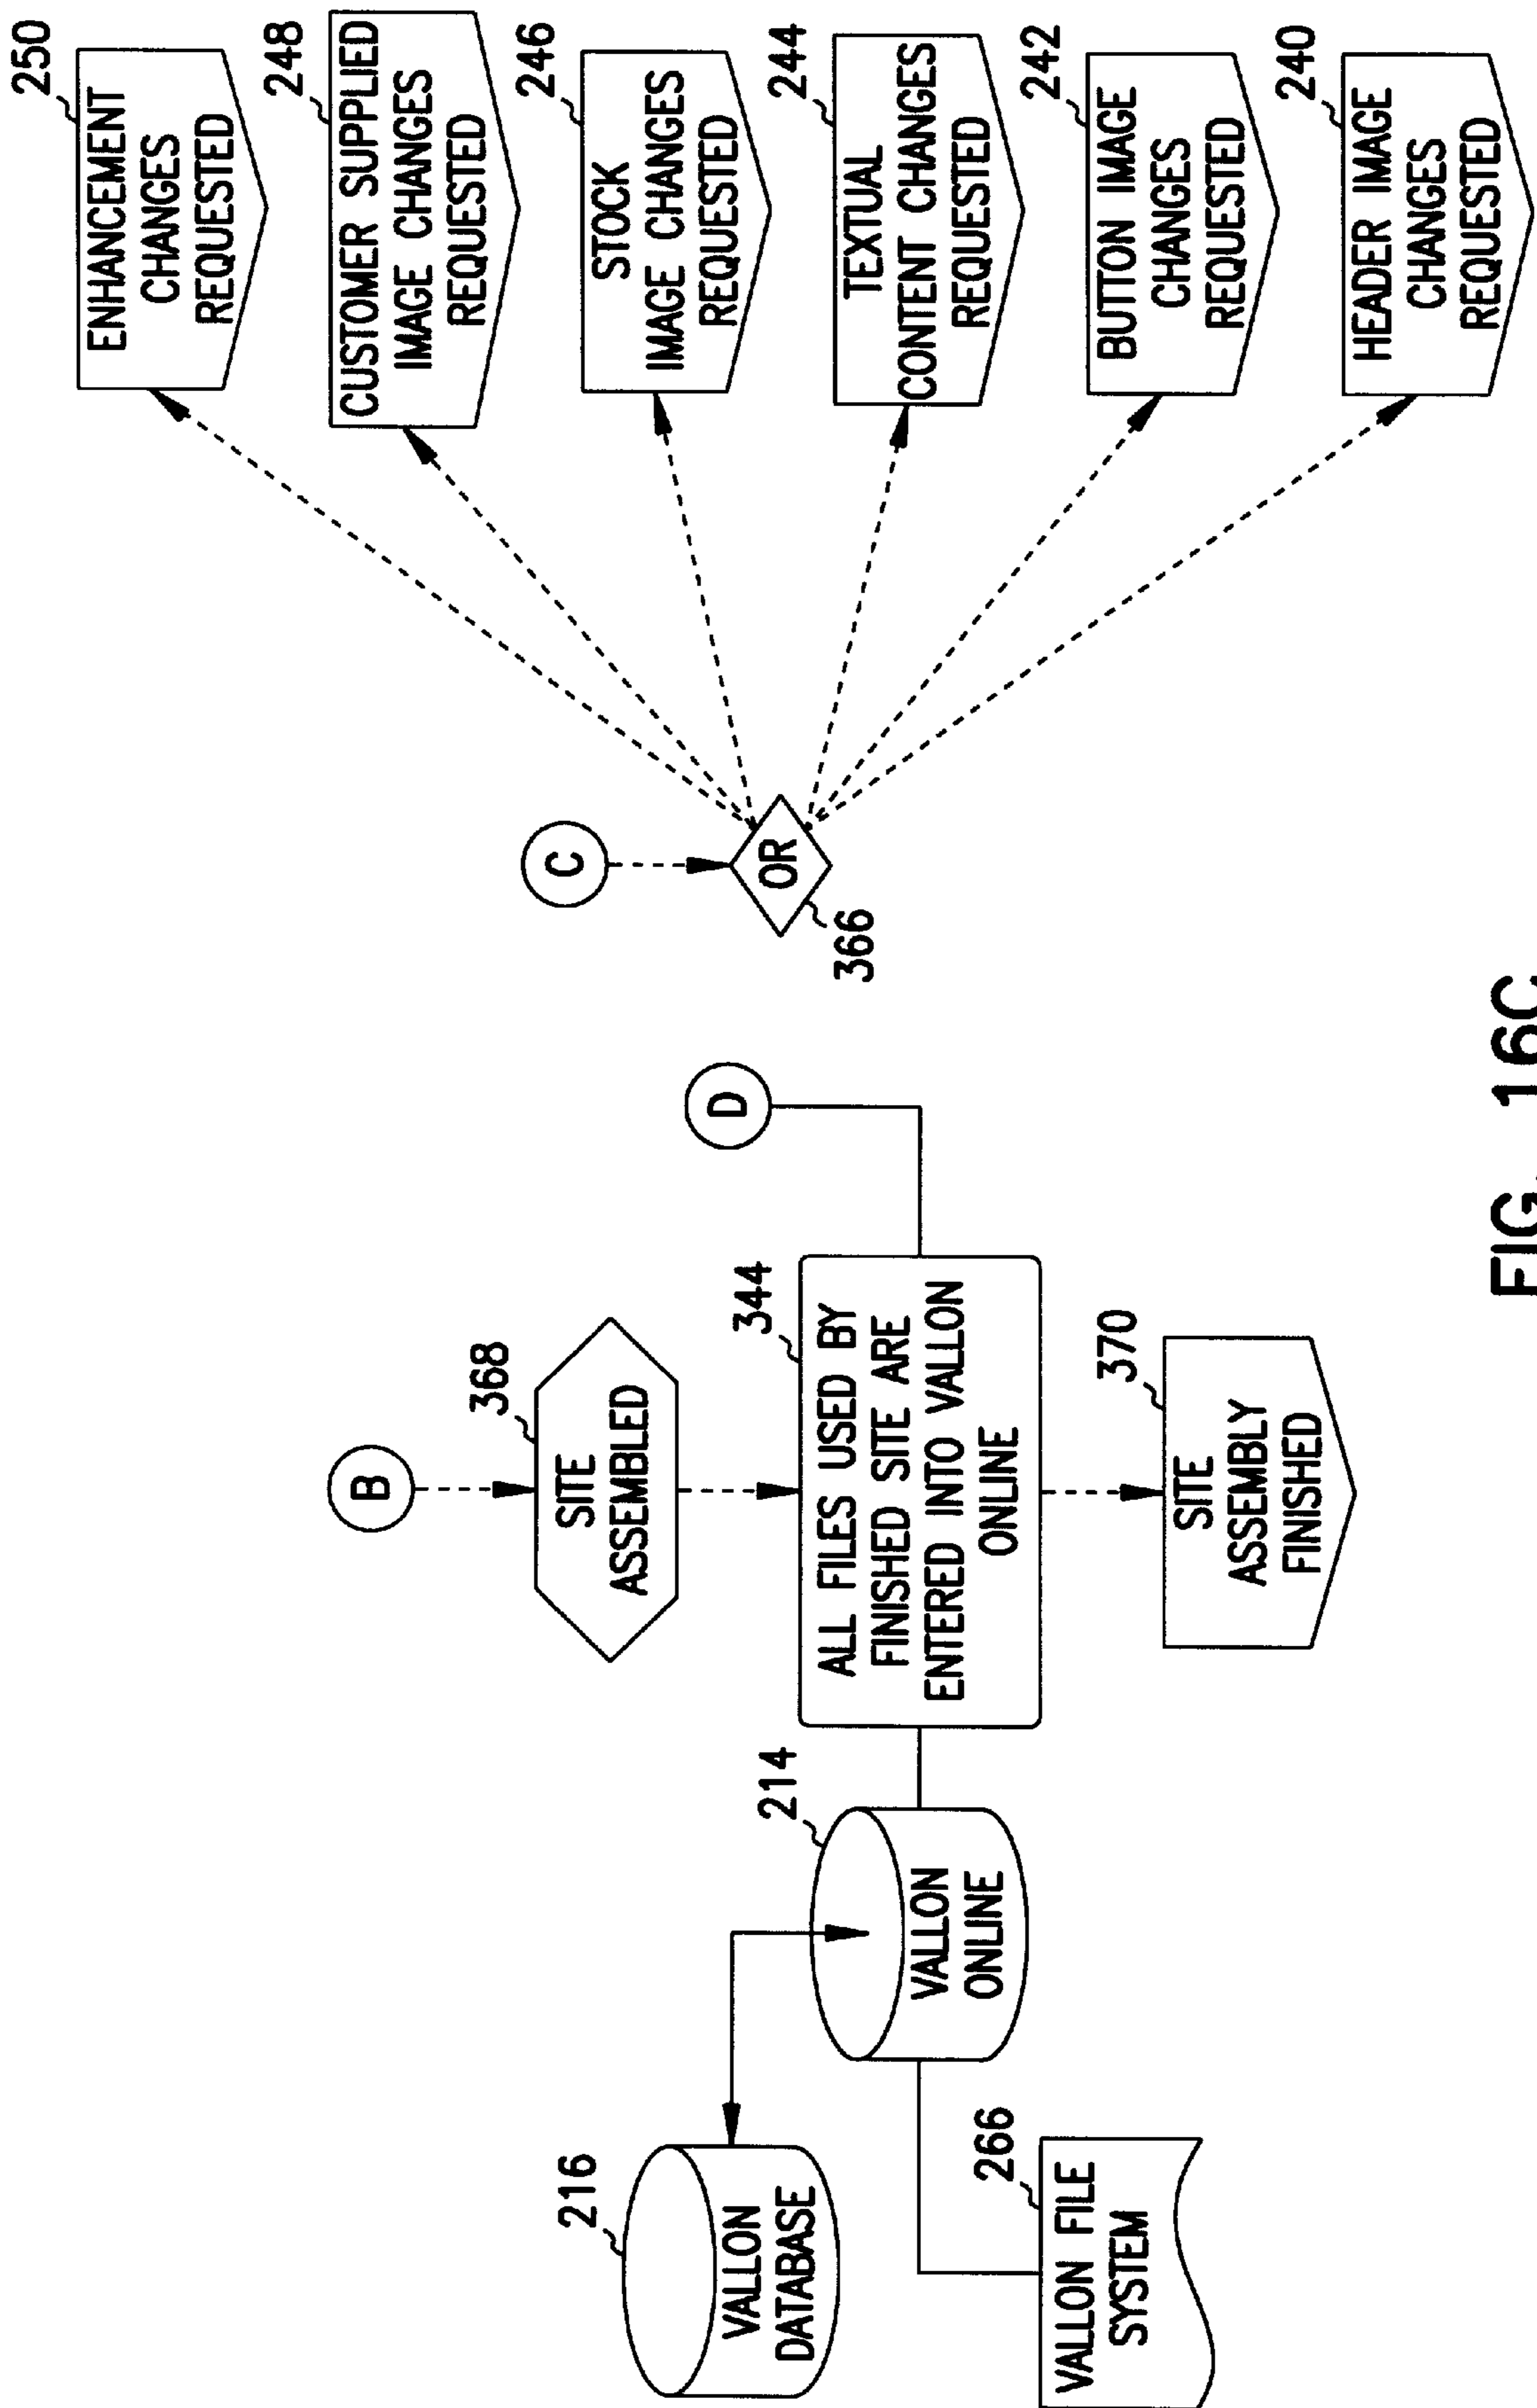 B
368
SITE
ASSEMBLED
344
ALL FILES USED BY
FINISHED SITE ARE
ENTERED INTO VALLON
ONLINE
370
SITE
ASSEMBLY
FINISHED
D
214
VALLON
ONLINE
216
VALLON
DATABASE
266
VALLON FILE
SYSTEM
C
OR
366
250
ENHANCEMENT
CHANGES
REQUESTED
248
CUSTOMER SUPPLIED
IMAGE CHANGES
REQUESTED
246
STOCK
IMAGE CHANGES
REQUESTED
244
TEXTUAL
CONTENT CHANGES
REQUESTED
242
BUTTON IMAGE
CHANGES
REQUESTED
240
HEADER IMAGE
CHANGES
REQUESTED
FIG. 16C